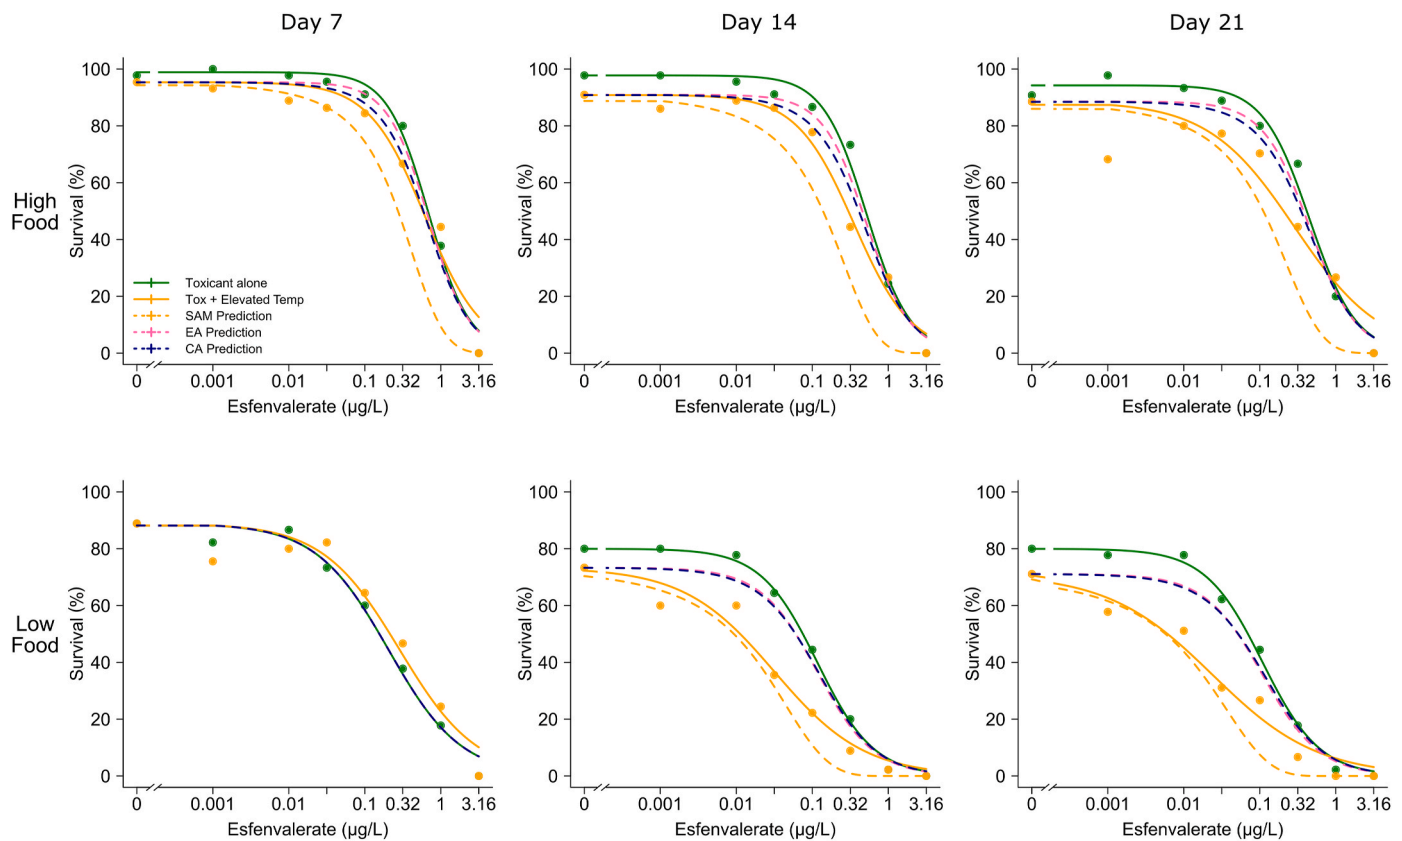 Day 7
Day 14
Day 21
High
Food
Survival (%)
100
80
60
40
20
0
Toxicant alone
Tox + Elevated Temp
SAM Prediction
EA Prediction
CA Prediction
0 0.001 0.01 0.1 0.32 1 3.16
Esfenvalerate (µg/L)
Survival (%)
100
80
60
40
20
0
0 0.001 0.01 0.1 0.32 1 3.16
Esfenvalerate (µg/L)
Survival (%)
100
80
60
40
20
0
0 0.001 0.01 0.1 0.32 1 3.16
Esfenvalerate (µg/L)
Low
Food
Survival (%)
100
80
60
40
20
0
0 0.001 0.01 0.1 0.32 1 3.16
Esfenvalerate (µg/L)
Survival (%)
100
80
60
40
20
0
0 0.001 0.01 0.1 0.32 1 3.16
Esfenvalerate (µg/L)
Survival (%)
100
80
60
40
20
0
0 0.001 0.01 0.1 0.32 1 3.16
Esfenvalerate (µg/L)